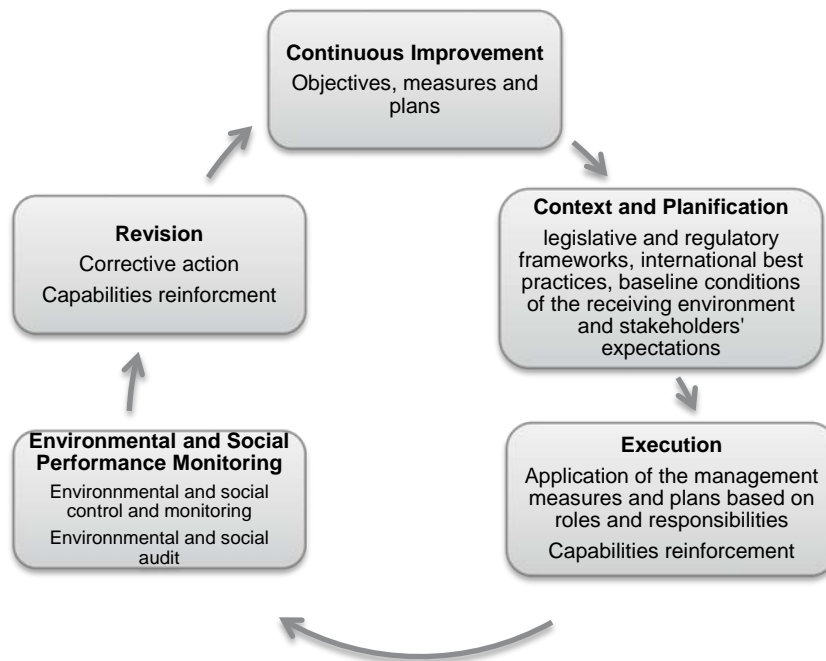 Continuous Improvement
Objectives, measures and
plans
Context and Planification
legislative and regulatory
frameworks, international best
practices, baseline conditions
of the receiving environment
and stakeholders'
expectations
Execution
Application of the management
measures and plans based on
roles and responsibilities
Capabilities reinforcement
Environmental and Social
Performance Monitoring
Environnmental and social
control and monitoring
Environnmental and social
audit
Revision
Corrective action
Capabilities reinforcment